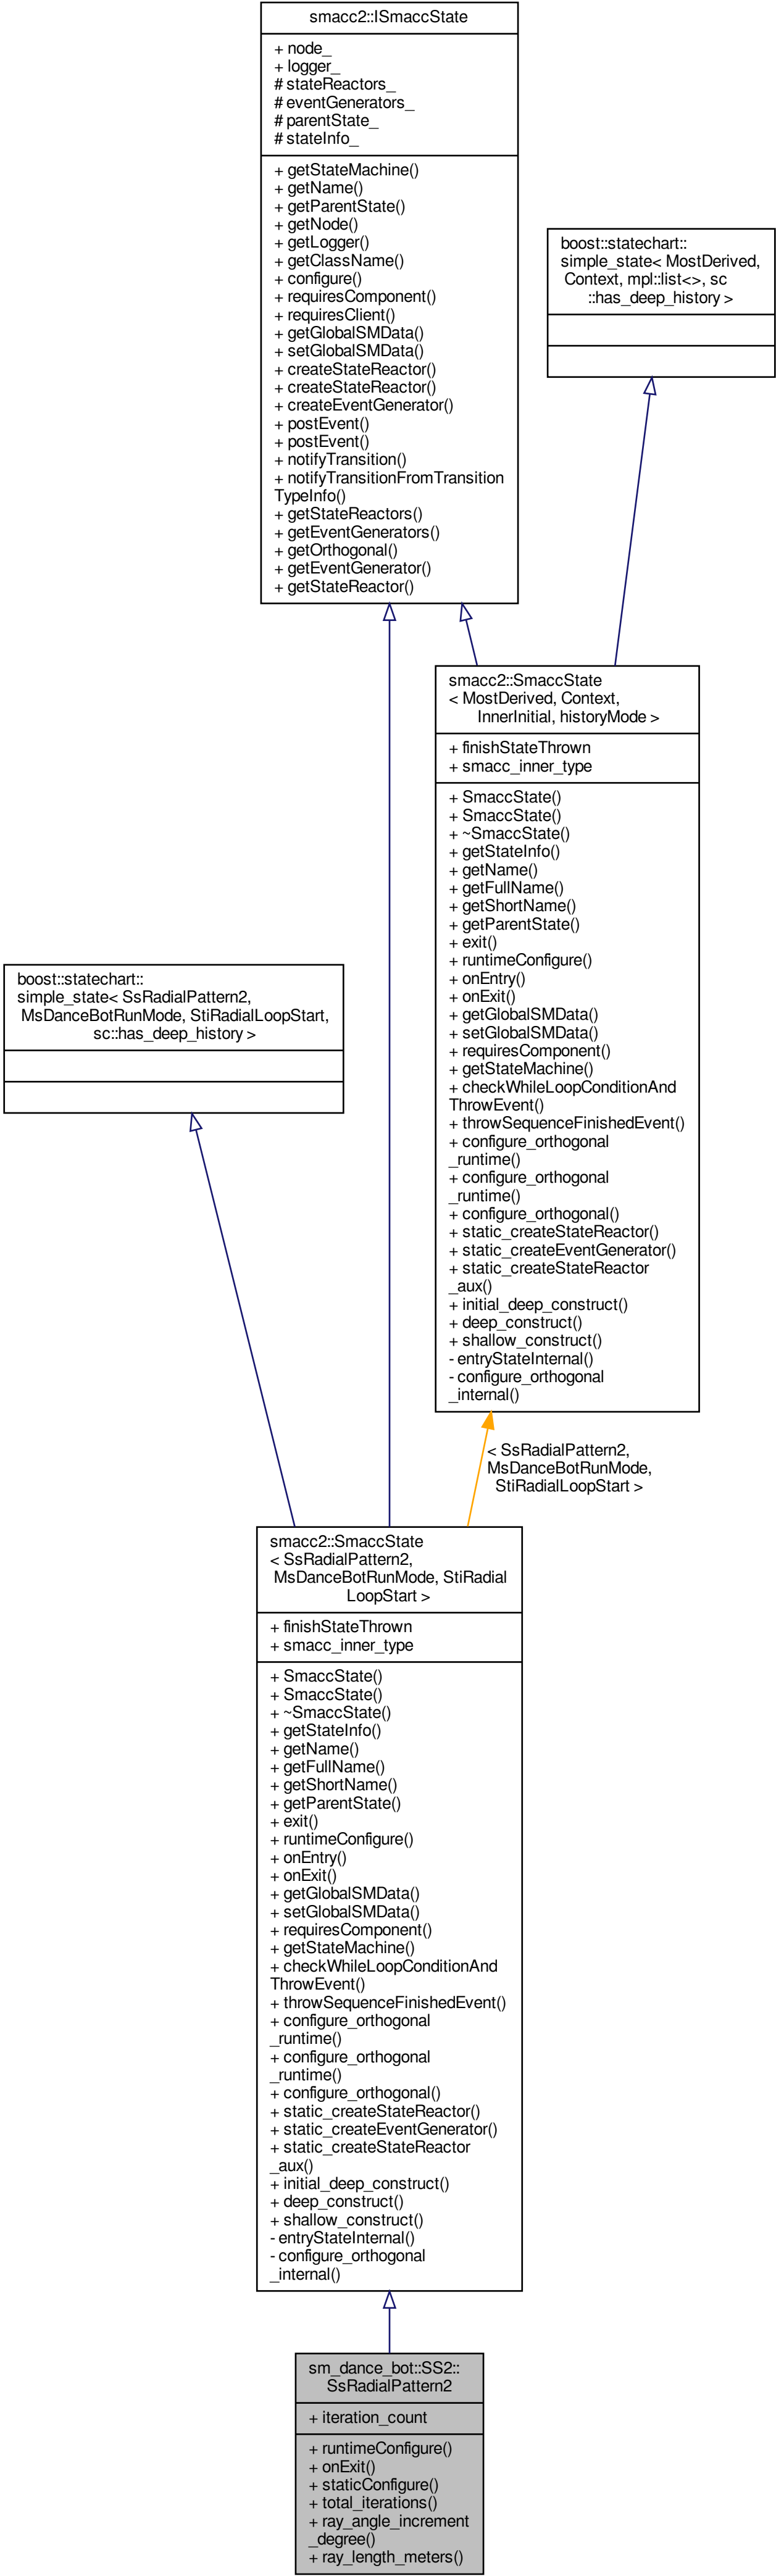 smacc2::ISmaccState
+ node_
+ logger_
# stateReactors_
# eventGenerators_
# parentState_
# stateInfo_
+ getStateMachine()
+ getName()
+ getParentState()
+ getNode()
+ getLogger()
+ getClassName()
+ configure()
+ requiresComponent()
+ requiresClient()
+ getGlobalSMData()
+ setGlobalSMData()
+ createStateReactor()
+ createStateReactor()
+ createEventGenerator()
+ postEvent()
+ postEvent()
+ notifyTransition()
+ notifyTransitionFromTransition
TypeInfo()
+ getStateReactors()
+ getEventGenerators()
+ getOrthogonal()
+ getEventGenerator()
+ getStateReactor()
boost::statechart::
simple_state< MostDerived,
Context, mpl::list<>, sc
::has_deep_history >
smacc2::SmaccState
< MostDerived, Context,
InnerInitial, historyMode >
+ finishStateThrown
+ smacc_inner_type
+ SmaccState()
+ SmaccState()
+ ~SmaccState()
+ getStateInfo()
+ getName()
+ getFullName()
+ getShortName()
+ getParentState()
+ exit()
+ runtimeConfigure()
+ onEntry()
+ onExit()
+ getGlobalSMData()
+ setGlobalSMData()
+ requiresComponent()
+ getStateMachine()
+ checkWhileLoopConditionAnd
ThrowEvent()
+ throwSequenceFinishedEvent()
+ configure_orthogonal
_runtime()
+ configure_orthogonal
_runtime()
+ configure_orthogonal()
+ static_createStateReactor()
+ static_createEventGenerator()
+ static_createStateReactor
_aux()
+ initial_deep_construct()
+ deep_construct()
+ shallow_construct()
- entryStateInternal()
- configure_orthogonal
_internal()
boost::statechart::
simple_state< SsRadialPattern2,
MsDanceBotRunMode, StiRadialLoopStart,
sc::has_deep_history >
< SsRadialPattern2,
MsDanceBotRunMode,
StiRadialLoopStart >
smacc2::SmaccState
< SsRadialPattern2,
MsDanceBotRunMode, StiRadial
LoopStart >
+ finishStateThrown
+ smacc_inner_type
+ SmaccState()
+ SmaccState()
+ ~SmaccState()
+ getStateInfo()
+ getName()
+ getFullName()
+ getShortName()
+ getParentState()
+ exit()
+ runtimeConfigure()
+ onEntry()
+ onExit()
+ getGlobalSMData()
+ setGlobalSMData()
+ requiresComponent()
+ getStateMachine()
+ checkWhileLoopConditionAnd
ThrowEvent()
+ throwSequenceFinishedEvent()
+ configure_orthogonal
_runtime()
+ configure_orthogonal
_runtime()
+ configure_orthogonal()
+ static_createStateReactor()
+ static_createEventGenerator()
+ static_createStateReactor
_aux()
+ initial_deep_construct()
+ deep_construct()
+ shallow_construct()
- entryStateInternal()
- configure_orthogonal
_internal()
sm_dance_bot::SS2::
SsRadialPattern2
+ iteration_count
+ runtimeConfigure()
+ onExit()
+ staticConfigure()
+ total_iterations()
+ ray_angle_increment
_degree()
+ ray_length_meters()